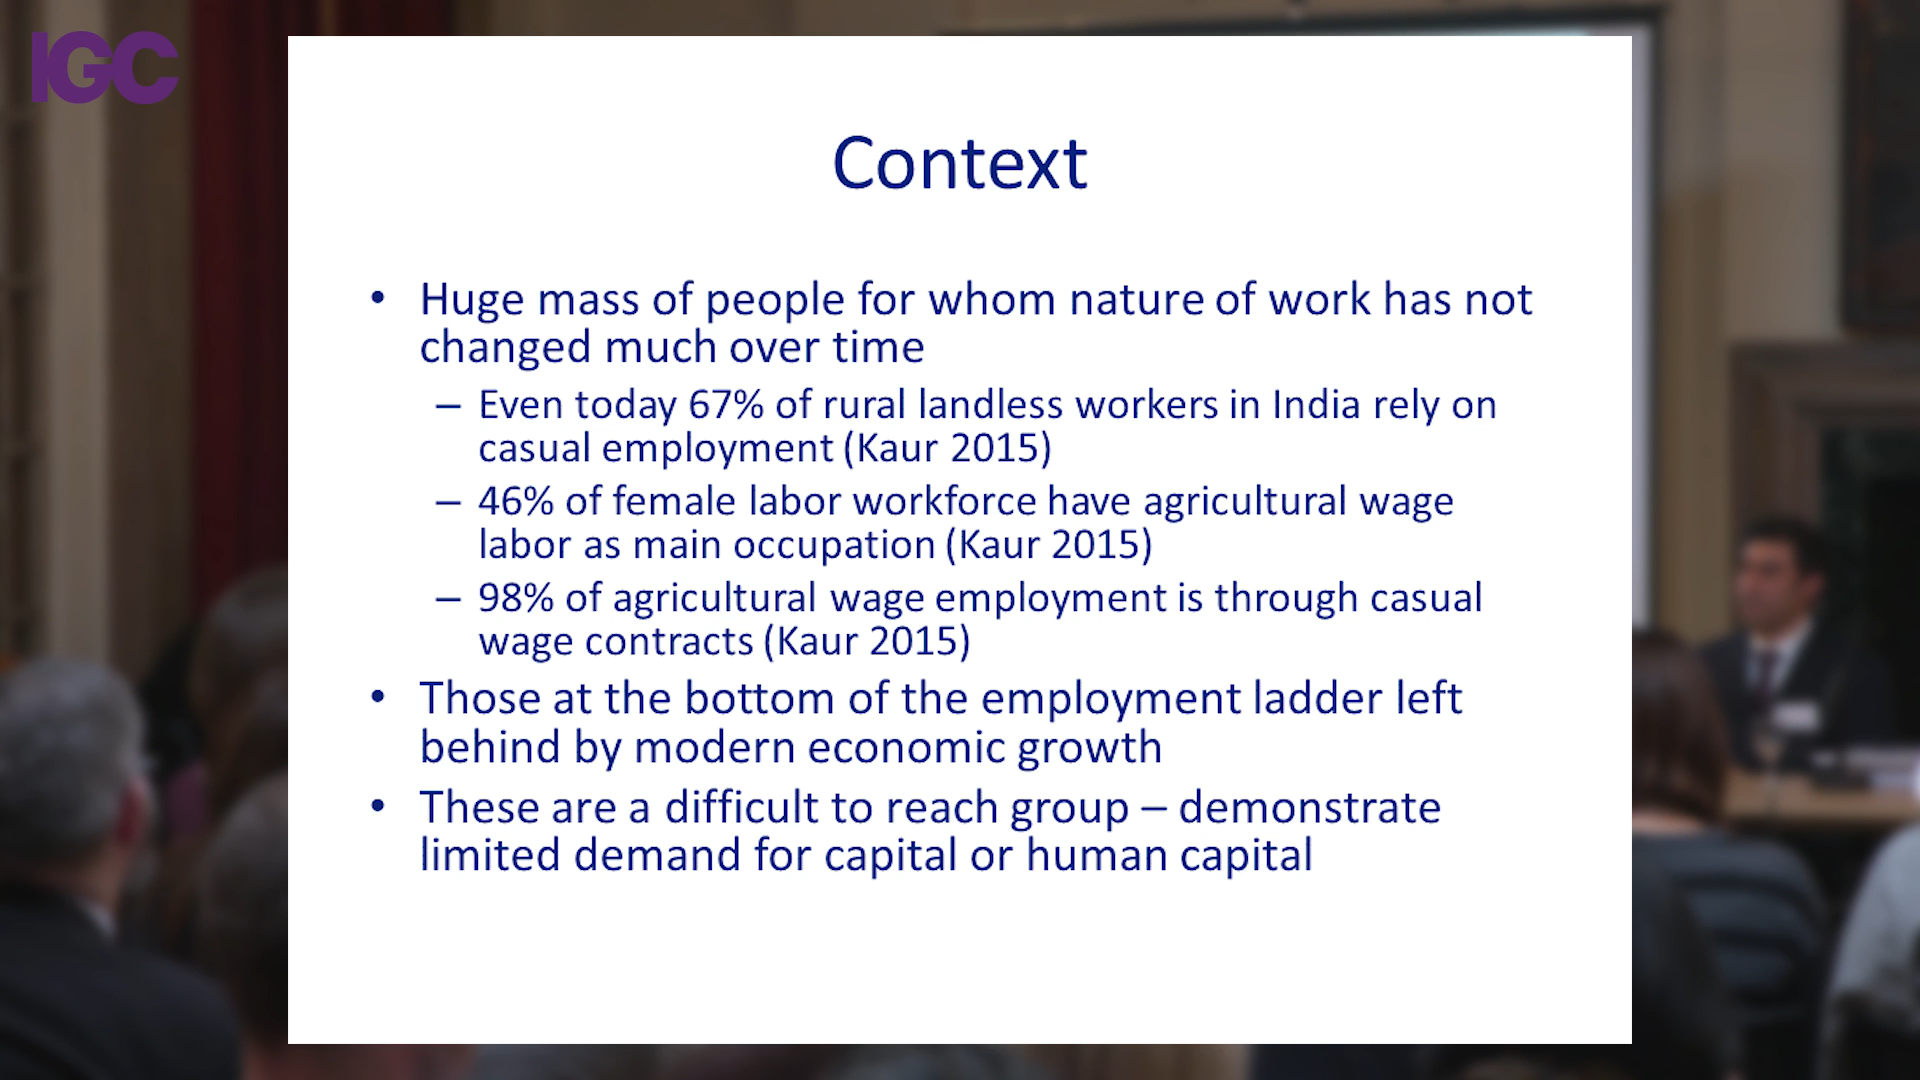 IGC
Context
• Huge mass of people for whom nature of work has not
changed much over time
– Even today 67% of rural landless workers in India rely on
casual employment (Kaur 2015)
– 46% of female labor workforce have agricultural wage
labor as main occupation (Kaur 2015)
– 98% of agricultural wage employment is through casual
wage contracts (Kaur 2015)
• Those at the bottom of the employment ladder left
behind by modern economic growth
• These are a difficult to reach group – demonstrate
limited demand for capital or human capital